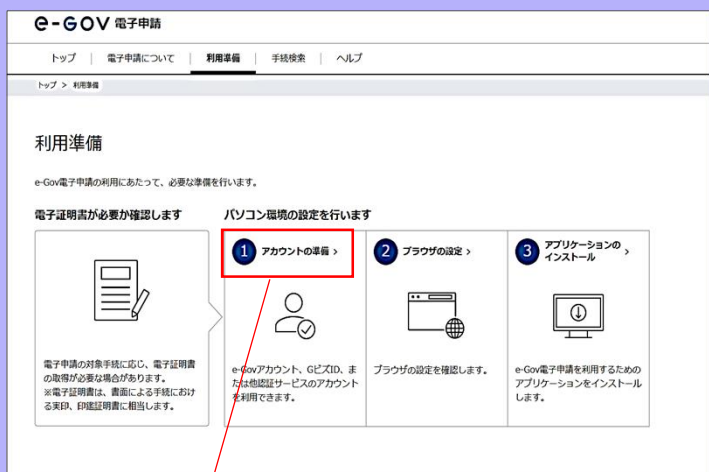 e-GOV 電子申請
トップ | 電子申請について | 利用準備 | 手続検索 | ヘルプ
トップ > 利用準備
利用準備
e-Gov電子申請の利用にあたって、必要な準備を行います。
電子証明書が必要か確認します
電子申請の対象手続に応じ、電子証明書
の取得が必要な場合があります。
※電子証明書は、書面による手続におけ
る実印、印鑑証明書に相当します。
パソコン環境の設定を行います
1 アカウントの準備 >
e-Govアカウント、GビズID、ま
たは他認証サービスのアカウント
を利用できます。
2 ブラウザの設定 >
ブラウザの設定を確認します。
3 アプリケーションの
インストール >
e-Gov電子申請を利用するための
アプリケーションをインストール
します。